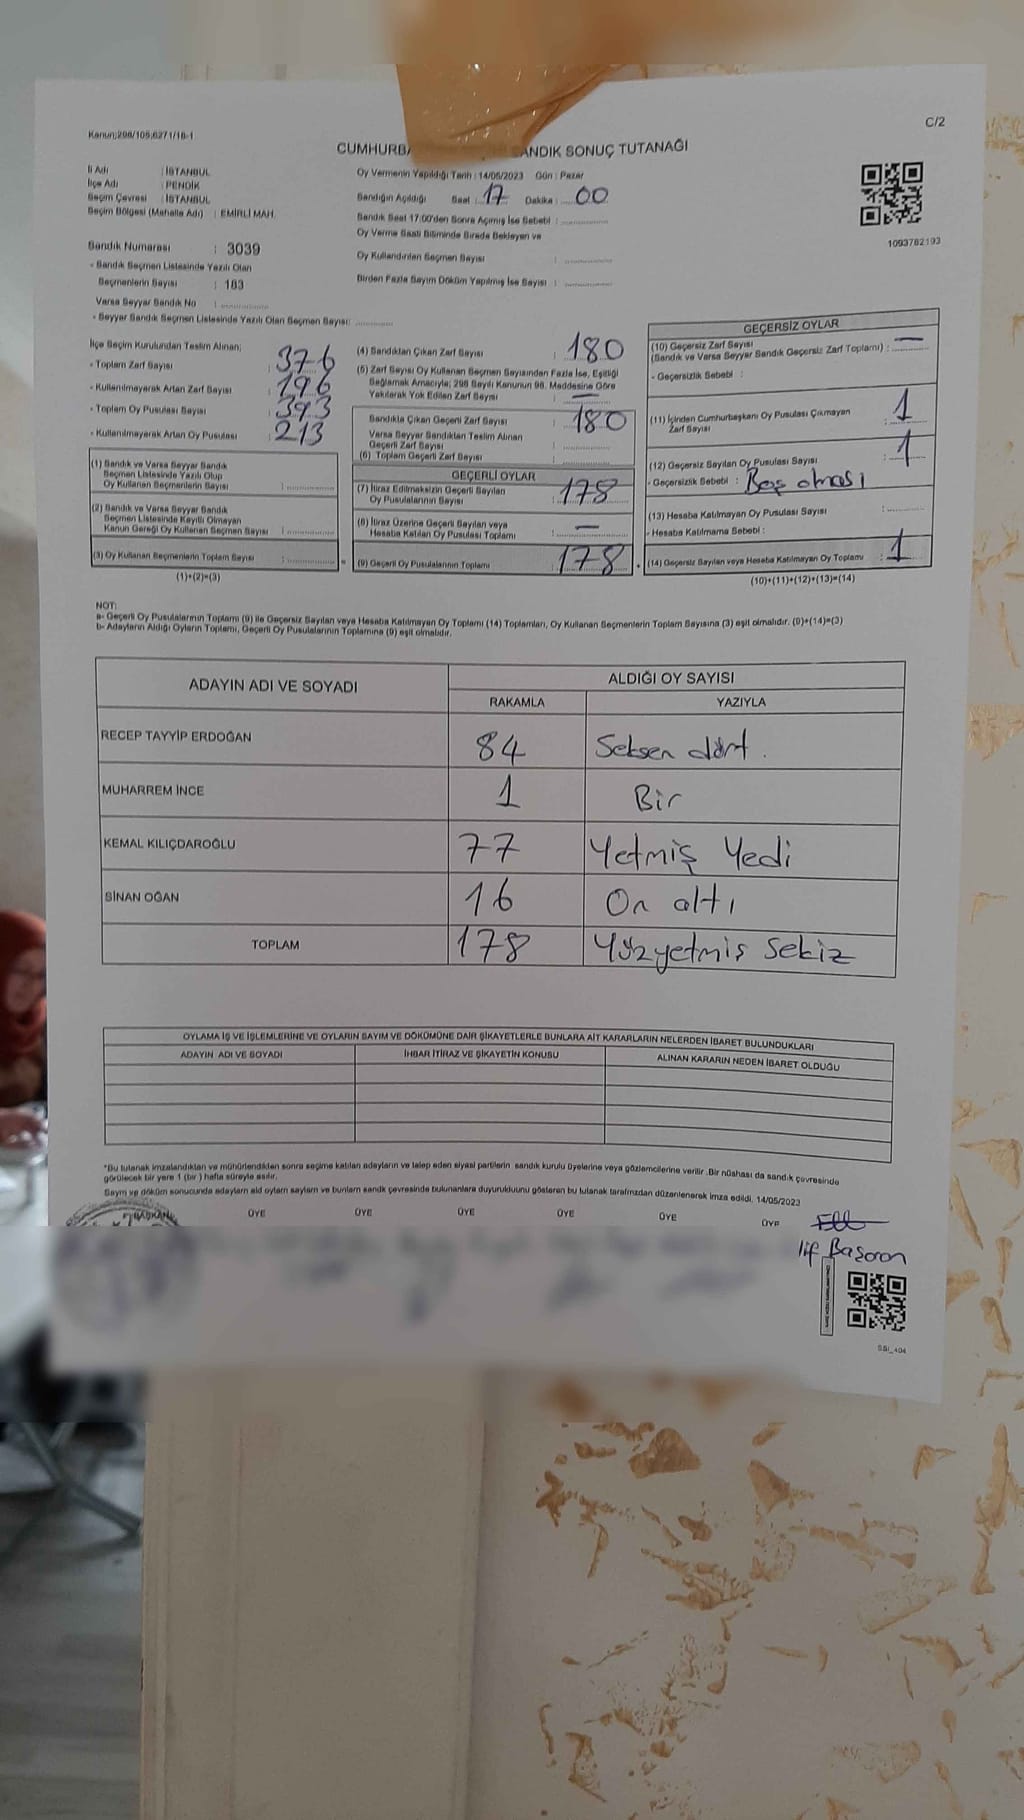 Kanun;298/105;6271/18-1
C/2
CUMHURBA ANDIK SONUÇ TUTANAĞI
İl Adı : İSTANBUL
İlçe Adı : PENDİK
Seçim Çevresi : İSTANBUL
Seçim Bölgesi (Mahalle Adı) : EMİRLİ MAH.
Oy Vermenin Yapıldığı Tarih : 14/05/2023 Gün : Pazar
Sandığın Açıldığı Saat : 17 Dakika : 00
Sandık Saat 17:00'den Sonra Açılmış İse Sebebi :
Oy Verme Saati Bitiminde Sırada Bekleyen ve
Oy Kullandırılan Seçmen Sayısı :
Birden Fazla Sayım Döküm Yapılmış İse Sayısı :
1093782193
Sandık Numarası : 3039
- Sandık Seçmen Listesinde Yazılı Olan
Seçmenlerin Sayısı : 183
Varsa Seyyar Sandık No :
- Seyyar Sandık Seçmen Listesinde Yazılı Olan Seçmen Sayısı:
İlçe Seçim Kurulundan Teslim Alınan;
- Toplam Zarf Sayısı : 376
- Kullanılmayarak Artan Zarf Sayısı : 196
- Toplam Oy Pusulası Sayısı : 393
- Kullanılmayarak Artan Oy Pusulası : 213
(1) Sandık ve Varsa Seyyar Sandık
Seçmen Listesinde Yazılı Olup
Oy Kullanan Seçmenlerin Sayısı :
(2) Sandık ve Varsa Seyyar Sandık
Seçmen Listesinde Kayıtlı Olmayan
Kanun Gereği Oy Kullanan Seçmen Sayısı :
(3) Oy Kullanan Seçmenlerin Toplam Sayısı :
(1)+(2)=(3)
(4) Sandıktan Çıkan Zarf Sayısı : 180
(5) Zarf Sayısı Oy Kullanan Seçmen Sayısından Fazla İse, Eşitliği
Sağlamak Amacıyla; 298 Sayılı Kanunun 98. Maddesine Göre
Yakılarak Yok Edilen Zarf Sayısı : —
Sandıkta Çıkan Geçerli Zarf Sayısı : 180
Varsa Seyyar Sandıktan Teslim Alınan
Geçerli Zarf Sayısı :
(6) Toplam Geçerli Zarf Sayısı :
GEÇERLİ OYLAR
(7) İtiraz Edilmeksizin Geçerli Sayılan
Oy Pusulalarının Sayısı : 178
(8) İtiraz Üzerine Geçerli Sayılan veya
Hesaba Katılan Oy Pusulası Toplamı : —
(9) Geçerli Oy Pusulalarının Toplamı : 178
GEÇERSİZ OYLAR
(10) Geçersiz Zarf Sayısı
(Sandık ve Varsa Seyyar Sandık Geçersiz Zarf Toplamı) : —
- Geçersizlik Sebebi :
(11) İçinden Cumhurbaşkanı Oy Pusulası Çıkmayan
Zarf Sayısı : 1
(12) Geçersiz Sayılan Oy Pusulası Sayısı : 1
- Geçersizlik Sebebi : Boş olması
(13) Hesaba Katılmayan Oy Pusulası Sayısı :
- Hesaba Katılmama Sebebi :
(14) Geçersiz Sayılan veya Hesaba Katılmayan Oy Toplamı : 1
(10)+(11)+(12)+(13)=(14)
NOT:
a- Geçerli Oy Pusulalarının Toplamı (9) ile Geçersiz Sayılan veya Hesaba Katılmayan Oy Toplamı (14) Toplamları, Oy Kullanan Seçmenlerin Toplam Sayısına (3) eşit olmalıdır. (9)+(14)=(3)
b- Adayların Aldığı Oyların Toplamı, Geçerli Oy Pusulalarının Toplamına (9) eşit olmalıdır.
ADAYIN ADI VE SOYADI ALDIĞI OY SAYISI
RAKAMLA YAZIYLA
RECEP TAYYİP ERDOĞAN 84 Seksen dört.
MUHARREM İNCE 1 Bir
KEMAL KILIÇDAROĞLU 77 Yetmiş Yedi
SİNAN OĞAN 16 On altı
TOPLAM 178 Yüzyetmiş Sekiz
OYLAMA İŞ VE İŞLEMLERİNE VE OYLARIN SAYIM VE DÖKÜMÜNE DAİR ŞİKAYETLERLE BUNLARA AİT KARARLARIN NELERDEN İBARET BULUNDUKLARI
ADAYIN ADI VE SOYADI İHBAR İTİRAZ VE ŞİKAYETİN KONUSU ALINAN KARARIN NEDEN İBARET OLDUĞU
*Bu tutanak imzalandıktan ve mühürlendikten sonra seçime katılan adayların ve talep eden siyasi partilerin sandık kurulu üyelerine veya gözlemcilerine verilir .Bir nüshası da sandık çevresinde
görülecek bir yere 1 (bir ) hafta süreyle asılır.
Sayım ve döküm sonucunda adayların ald oyların sayların ve bunların sandk çevresinde bulunanlara duyurukluunu gösteren bu tutanak tarafmzdan düzenlenerek imza edildi. 14/05/2023
BAŞKAN ÜYE ÜYE ÜYE ÜYE ÜYE ÜYE
lif Başaran
SSI_404